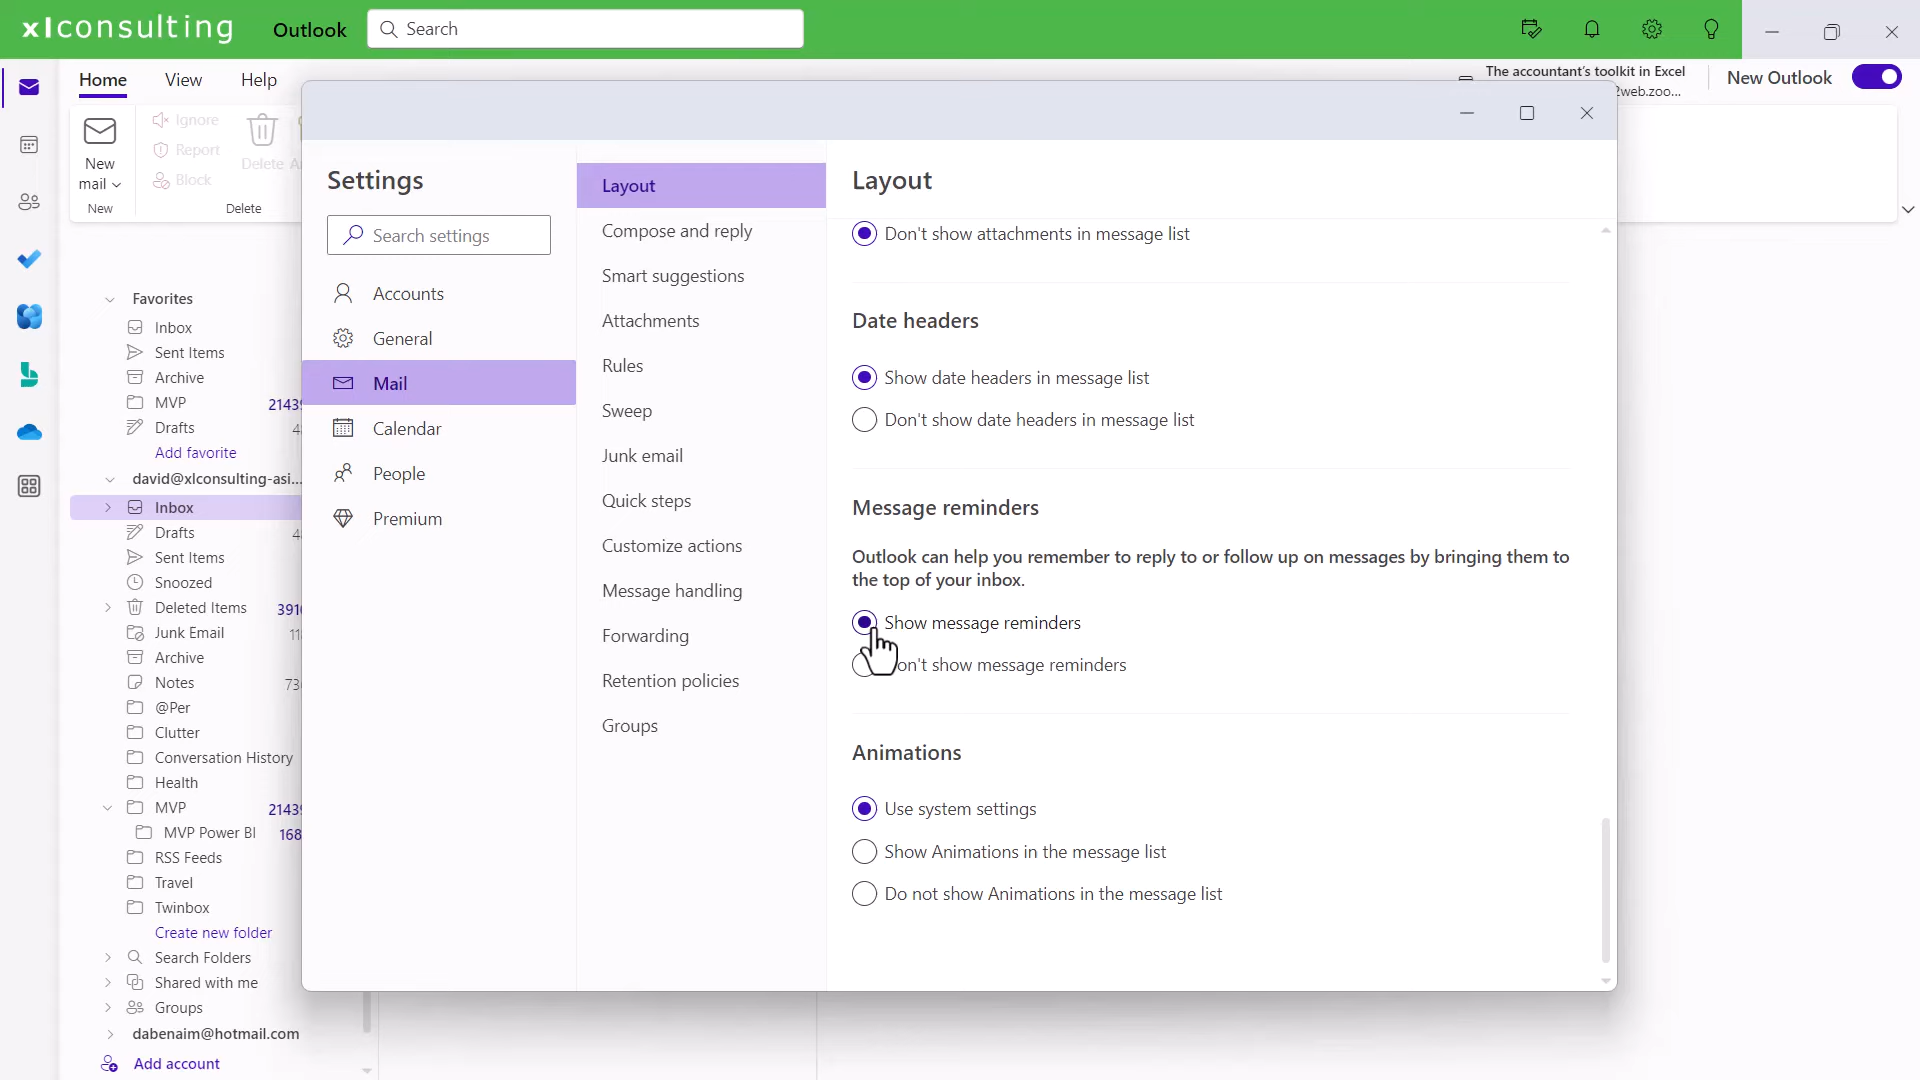 xlconsulting
Outlook
Search
The accountant's toolkit in Excel
2web.zoo...
New Outlook
Home
View
Help
New
mail
New
Ignore
Report
Block
Delete
Delete
Favorites
Inbox
Sent Items
Archive
MVP
Drafts
Add favorite
david@xlconsulting-asi...
Inbox
Drafts
Sent Items
Snoozed
Deleted Items
Junk Email
Archive
Notes
@Per
Clutter
Conversation History
Health
MVP
MVP Power BI
168
RSS Feeds
Travel
Twinbox
Create new folder
Search Folders
Shared with me
Groups
dabenaim@hotmail.com
Add account
Settings
Search settings
Accounts
General
Mail
Calendar
People
Premium
Layout
Compose and reply
Smart suggestions
Attachments
Rules
Sweep
Junk email
Quick steps
Customize actions
Message handling
Forwarding
Retention policies
Groups
Layout
Don't show attachments in message list
Date headers
Show date headers in message list
Don't show date headers in message list
Message reminders
Outlook can help you remember to reply to or follow up on messages by bringing them to
the top of your inbox.
Show message reminders
on't show message reminders
Animations
Use system settings
Show Animations in the message list
Do not show Animations in the message list